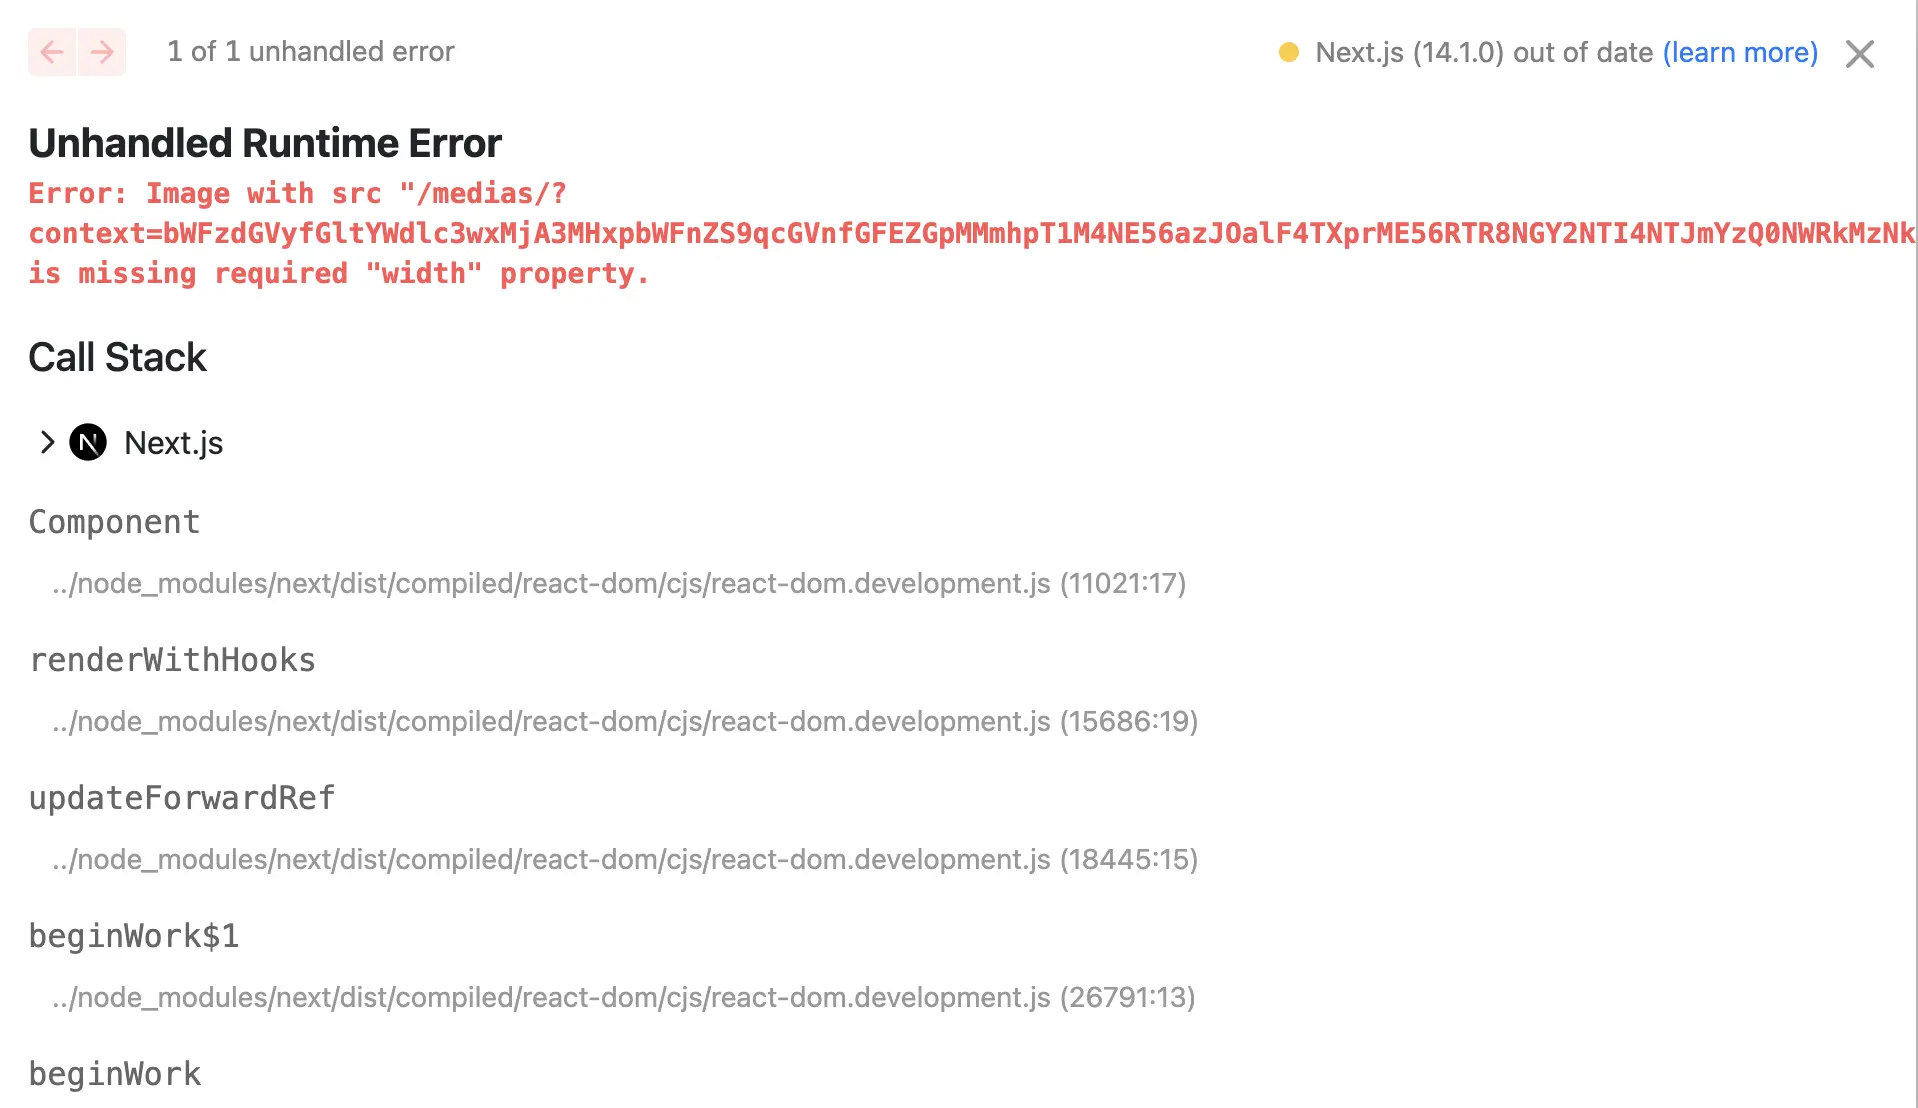 1 of 1 unhandled error
Next.js (14.1.0) out of date (learn more)
Unhandled Runtime Error
Error: Image with src "/medias/?
context=bWFzdGVyfGltYWdlc3wxMjA3MHxpbWFnZS9qcGVnfGFEZGpMMmhpT1M4NE56azJOalF4TXprME56RTR8NGY2NTI4NTJmYzQ0NWRkMzNk
is missing required "width" property.
Call Stack
Next.js
Component
../node_modules/next/dist/compiled/react-dom/cjs/react-dom.development.js (11021:17)
renderWithHooks
../node_modules/next/dist/compiled/react-dom/cjs/react-dom.development.js (15686:19)
updateForwardRef
../node_modules/next/dist/compiled/react-dom/cjs/react-dom.development.js (18445:15)
beginWork$1
../node_modules/next/dist/compiled/react-dom/cjs/react-dom.development.js (26791:13)
beginWork